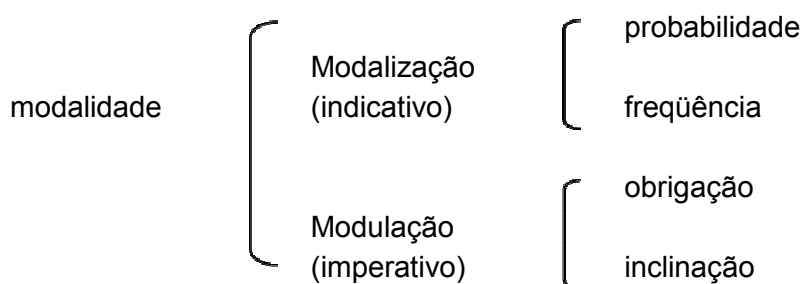 probabilidade
Modalização
modalidade (indicativo) freqüência
obrigação
Modulação
(imperativo) inclinação